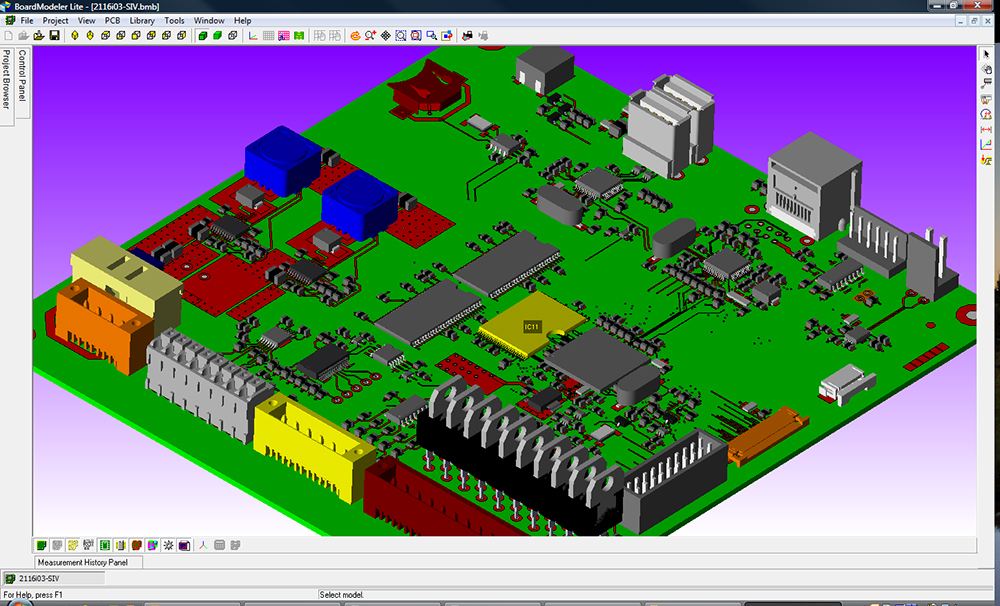 BoardModeler Lite - [2116i03-SIV.bmb]
File Project View PCB Library Tools Window Help
Project Browser
Control Panel
IC11
Measurement History Panel
2116i03-SIV
For Help, press F1
Select model.